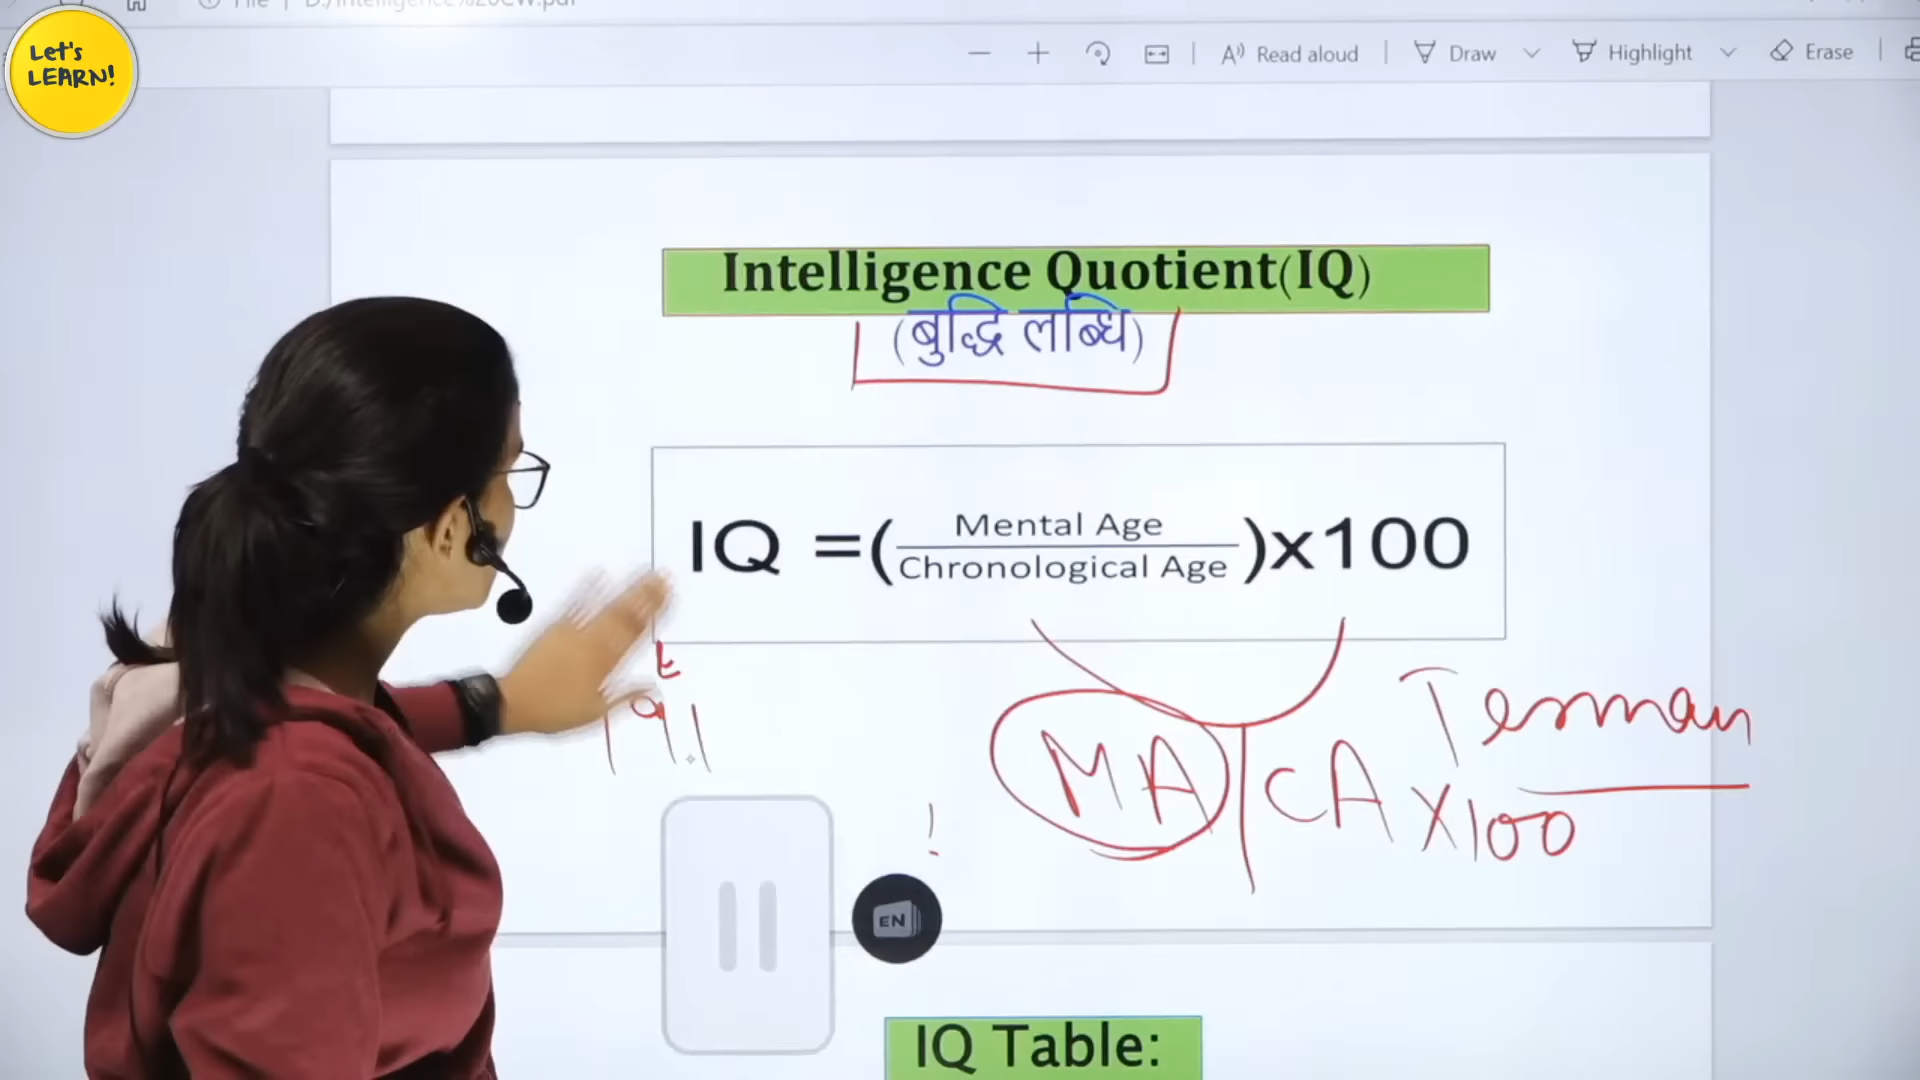 Let's
LEARN!
Read aloud
Draw
Highlight
Erase
Intelligence Quotient(IQ)
(बुद्धि लब्धि)
IQ =(Mental Age
Chronological Age)x100
Terman
MA | CA X100
EN
IQ Table: